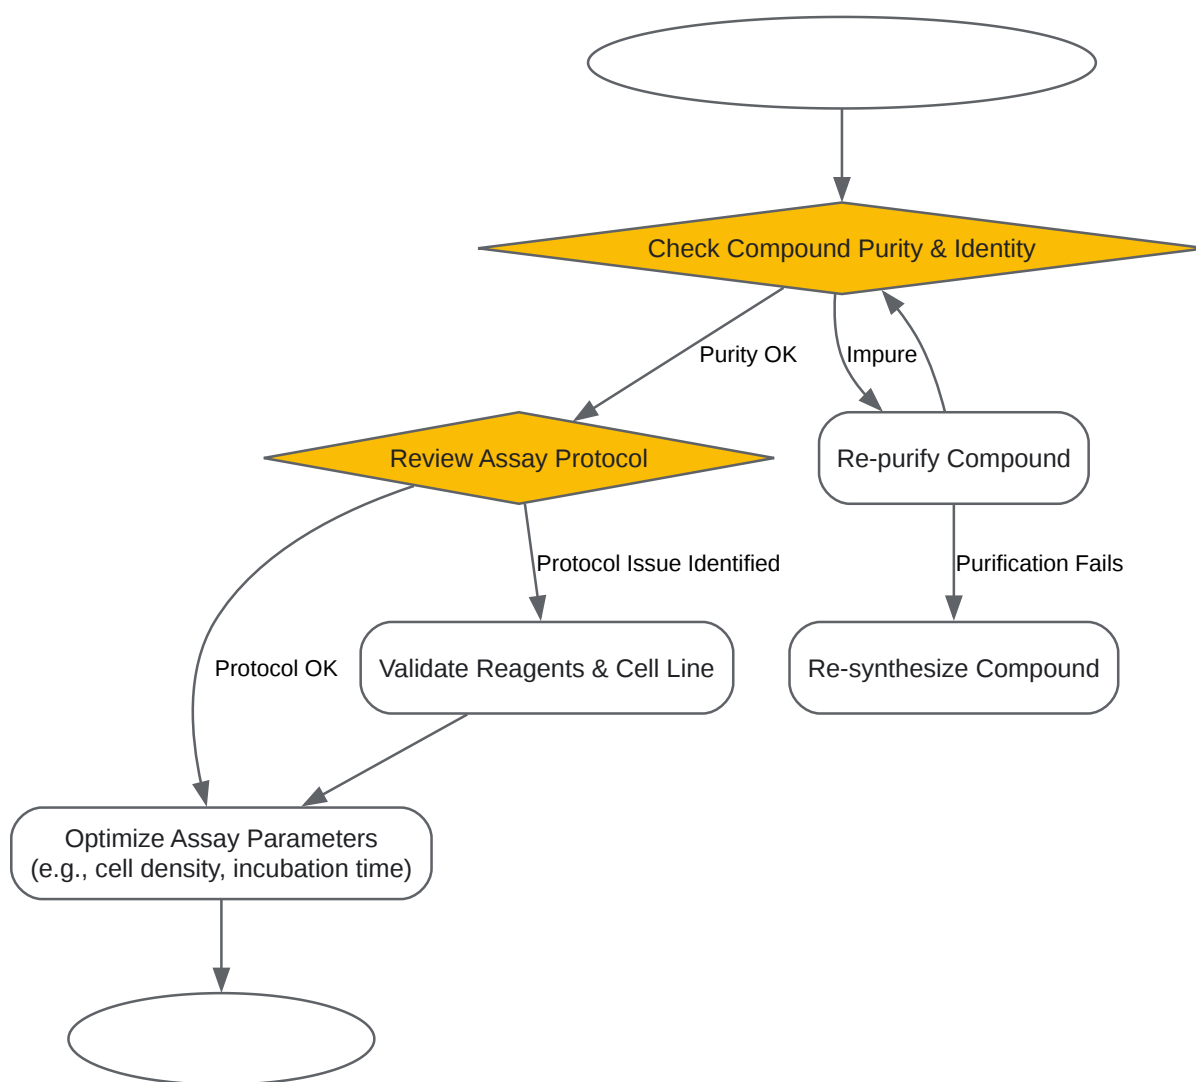 Check Compound Purity & Identity
Purity OK
Impure
Review Assay Protocol
Re-purify Compound
Protocol Issue Identified
Purification Fails
Protocol OK
Validate Reagents & Cell Line
Re-synthesize Compound
Optimize Assay Parameters
(e.g., cell density, incubation time)